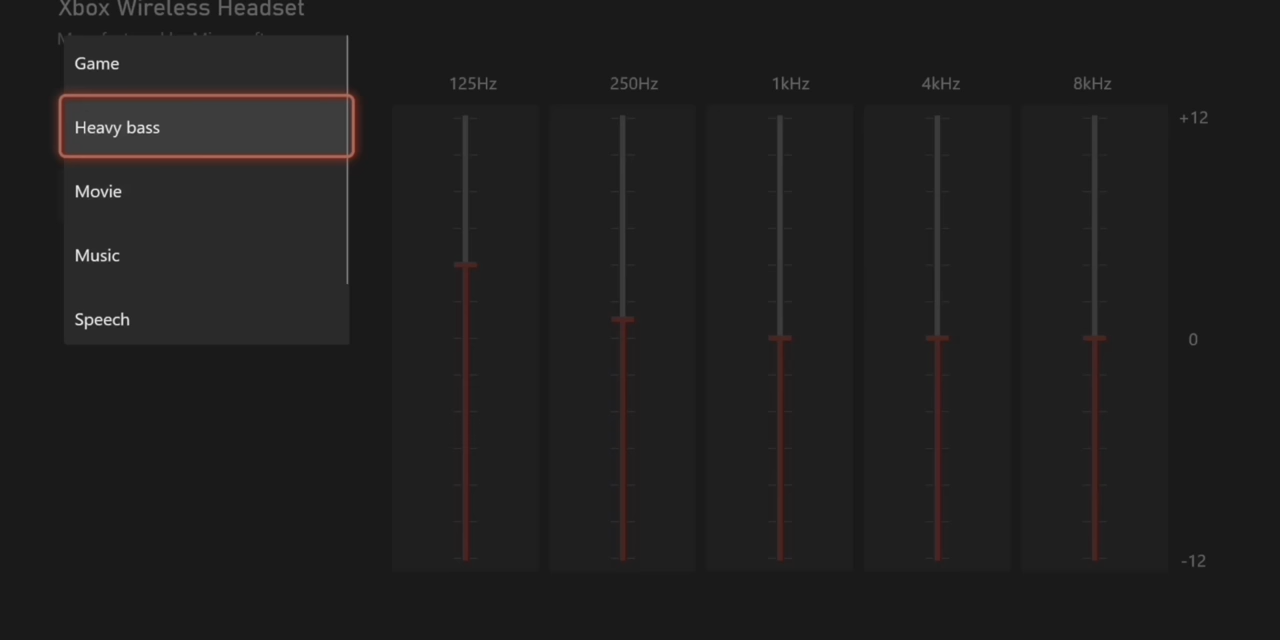 Xbox Wireless Headset
Game
Heavy bass
Movie
Music
Speech
125Hz
250Hz
1kHz
4kHz
8kHz
+12
0
-12